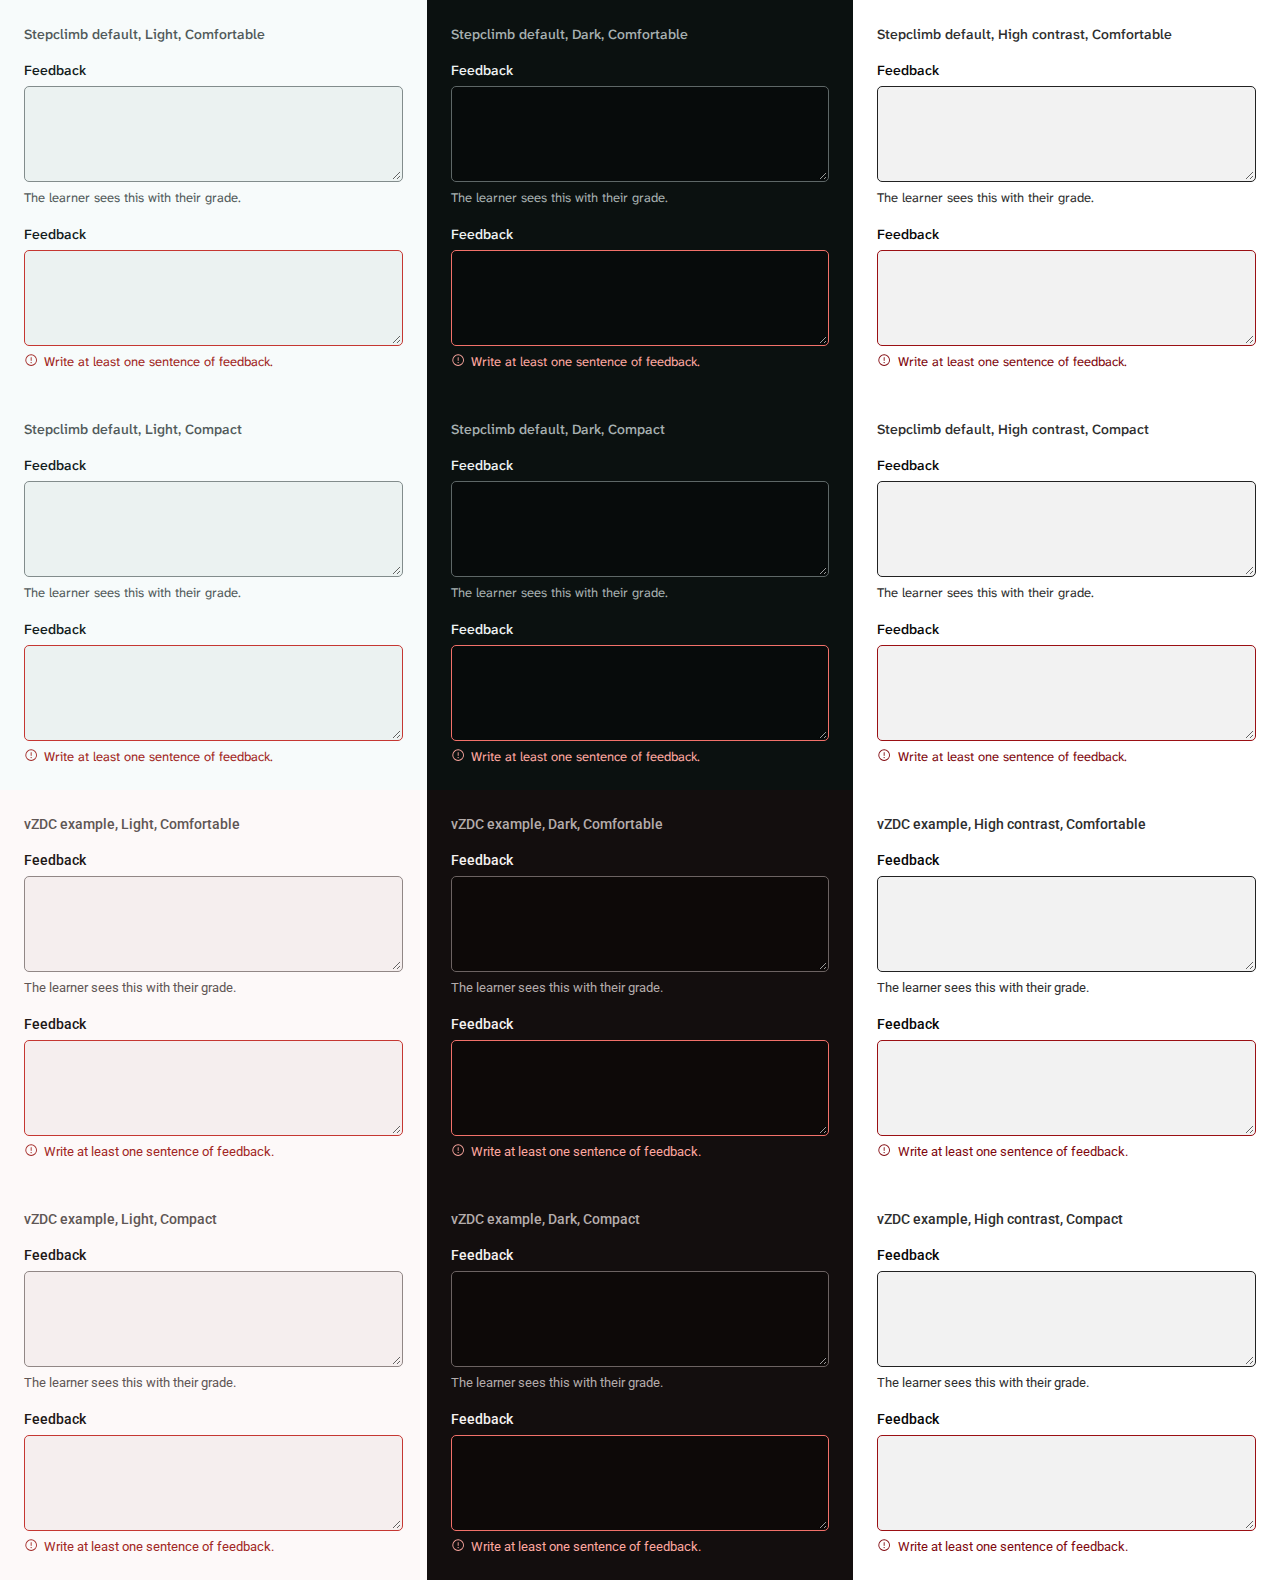 Stepclimb default, Light, Comfortable
Feedback
The learner sees this with their grade.
Feedback
Write at least one sentence of feedback.
Stepclimb default, Dark, Comfortable
Feedback
The learner sees this with their grade.
Feedback
Write at least one sentence of feedback.
Stepclimb default, High contrast, Comfortable
Feedback
The learner sees this with their grade.
Feedback
Write at least one sentence of feedback.
Stepclimb default, Light, Compact
Feedback
The learner sees this with their grade.
Feedback
Write at least one sentence of feedback.
Stepclimb default, Dark, Compact
Feedback
The learner sees this with their grade.
Feedback
Write at least one sentence of feedback.
Stepclimb default, High contrast, Compact
Feedback
The learner sees this with their grade.
Feedback
Write at least one sentence of feedback.
vZDC example, Light, Comfortable
Feedback
The learner sees this with their grade.
Feedback
Write at least one sentence of feedback.
vZDC example, Dark, Comfortable
Feedback
The learner sees this with their grade.
Feedback
Write at least one sentence of feedback.
vZDC example, High contrast, Comfortable
Feedback
The learner sees this with their grade.
Feedback
Write at least one sentence of feedback.
vZDC example, Light, Compact
Feedback
The learner sees this with their grade.
Feedback
Write at least one sentence of feedback.
vZDC example, Dark, Compact
Feedback
The learner sees this with their grade.
Feedback
Write at least one sentence of feedback.
vZDC example, High contrast, Compact
Feedback
The learner sees this with their grade.
Feedback
Write at least one sentence of feedback.